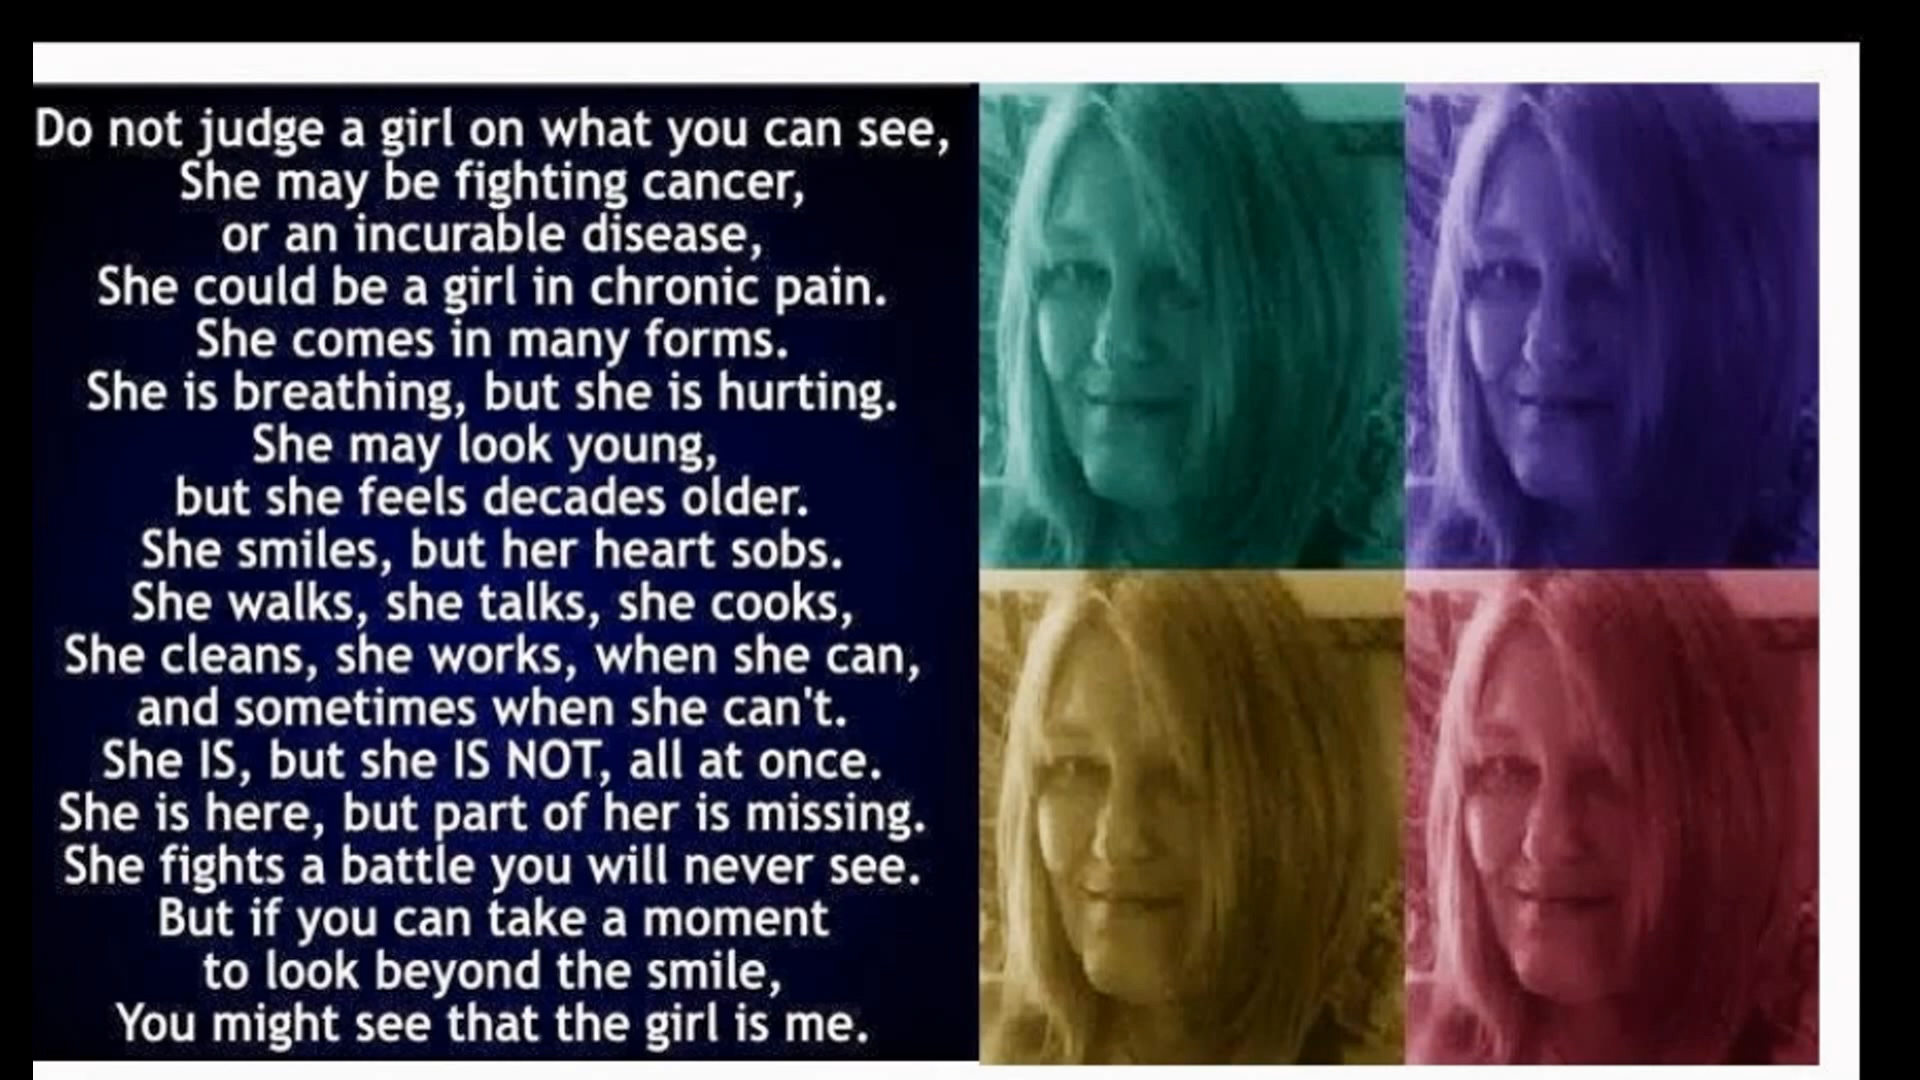 Do not judge a girl on what you can see,
She may be fighting cancer,
or an incurable disease,
She could be a girl in chronic pain.
She comes in many forms.
She is breathing, but she is hurting.
She may look young,
but she feels decades older.
She smiles, but her heart sobs.
She walks, she talks, she cooks,
She cleans, she works, when she can,
and sometimes when she can't.
She IS, but she IS NOT, all at once.
She is here, but part of her is missing.
She fights a battle you will never see.
But if you can take a moment
to look beyond the smile,
You might see that the girl is me.